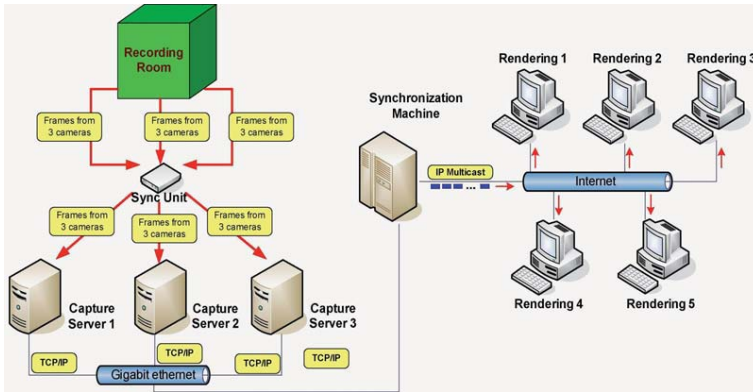 Recording
Room
Frames from
3 cameras
Frames from
3 cameras
Frames from
3 cameras
Sync Unit
Frames from
3 cameras
Frames from
3 cameras
Frames from
3 cameras
Capture
Server 1
Capture
Server 2
Capture
Server 3
TCP/IP
TCP/IP
TCP/IP
TCP/IP
Gigabit ethernet
Synchronization
Machine
IP Multicast
...
Rendering 1
Rendering 2
Rendering 3
Internet
Rendering 4
Rendering 5